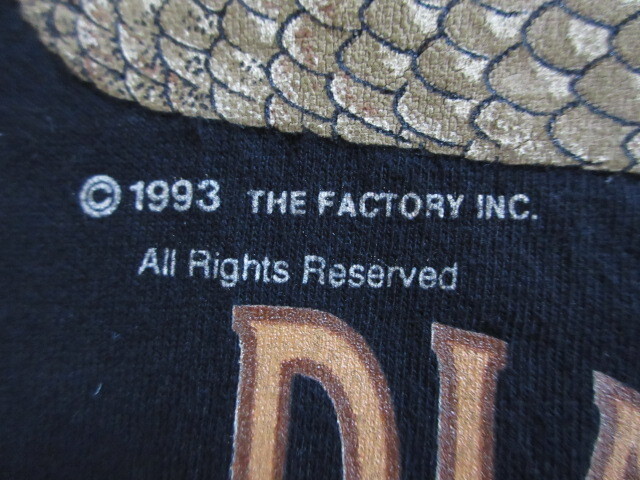 © 1993 THE FACTORY INC.
All Rights Reserved